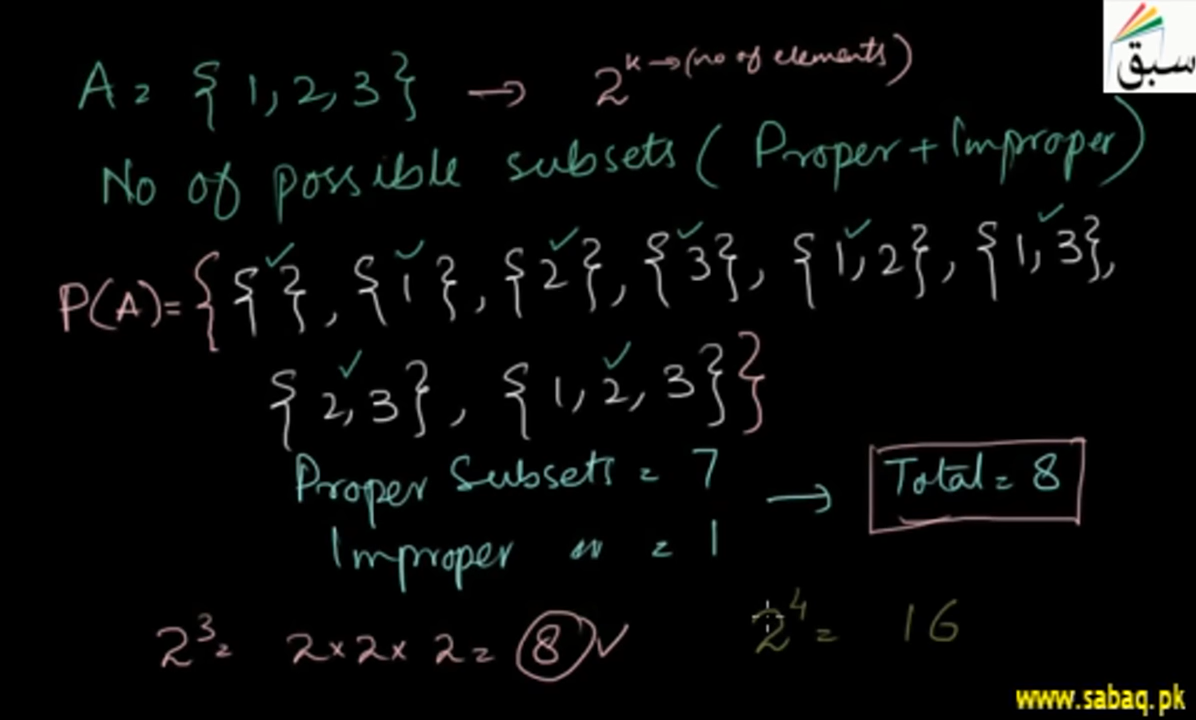 سبق
A = { 1, 2, 3 } → 2^k → (no of elements)
No of possible subsets ( Proper + Improper )
P(A) = { { }, { 1 }, { 2 }, { 3 }, { 1, 2 }, { 1, 3 },
{ 2, 3 }, { 1, 2, 3 } }
Proper Subsets = 7 → Total = 8
Improper " = 1
2^3 = 2 × 2 × 2 = 8 ✓ 2^4 = 16
www.sabaq.pk